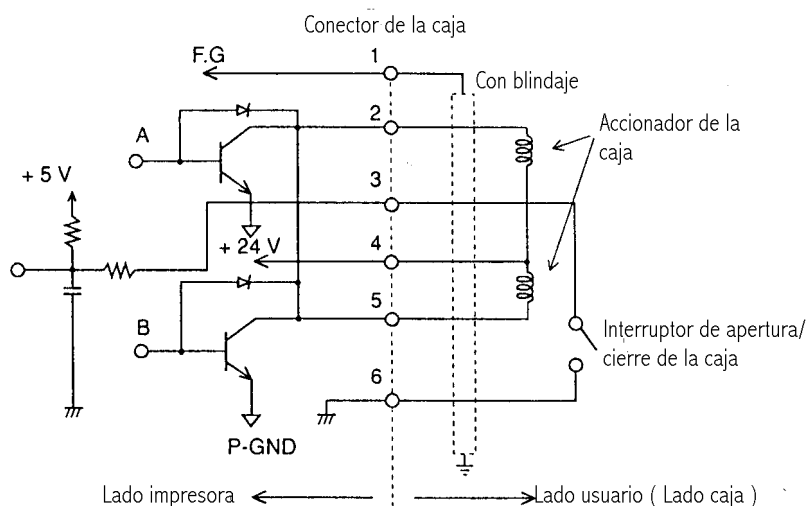 Conector de la caja
F.G
1
Con blindaje
2
A
Accionador de la
caja
+ 5 V
3
+ 24 V
4
5
B
Interruptor de apertura/
cierre de la caja
6
P-GND
Lado impresora
Lado usuario ( Lado caja )